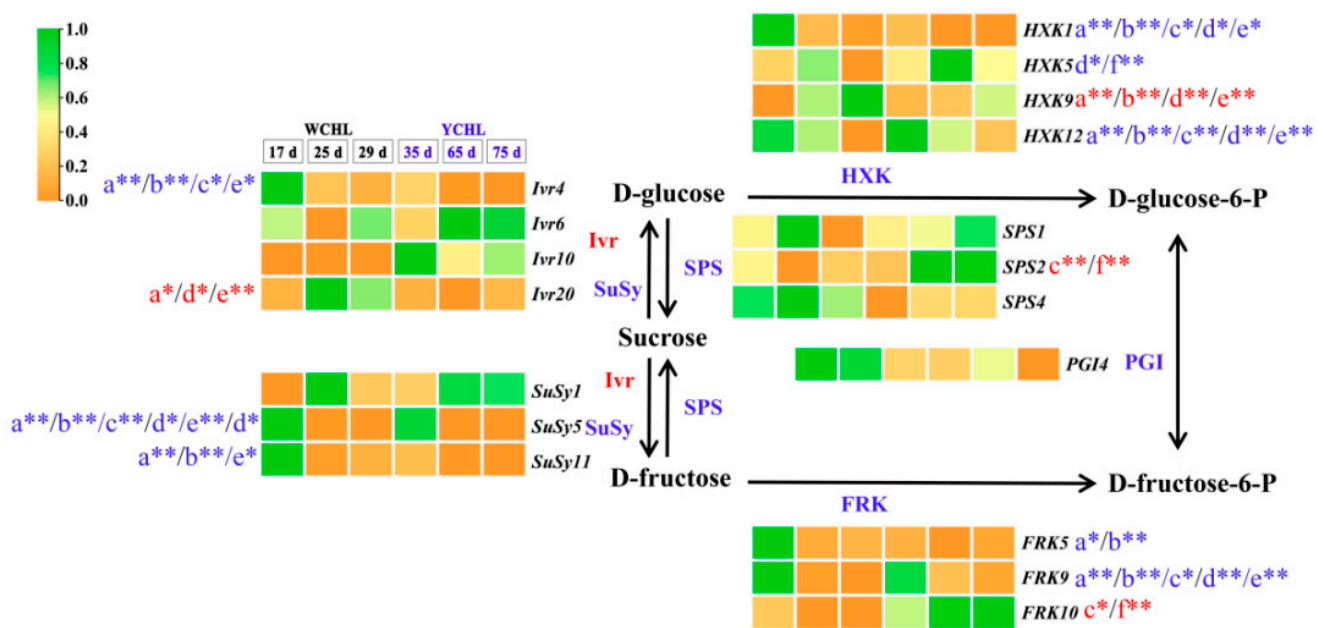 1.0
0.8
0.6
0.4
0.2
0.0
HXK1 a**/b**/c*/d*/e*
HXK5 d*/f**
HXK9 a**/b**/d**/e**
HXK12 a**/b**/c**/d**/e**
HXK
WCHL YCHL
17 d 25 d 29 d 35 d 65 d 75 d
a**/b**/c*/e* Ivr4
Ivr6
Ivr10
a*/d*/e** Ivr20
D-glucose D-glucose-6-P
Ivr
SuSy
SPS
SPS1
SPS2 c**/f**
SPS4
Sucrose
PGI4 PGI
Ivr
SuSy
SPS
SuSy1
a**/b**/c**/d*/e**/d* SuSy5
a**/b**/e* SuSy11
D-fructose D-fructose-6-P
FRK
FRK5 a*/b**
FRK9 a**/b**/c*/d**/e**
FRK10 c*/f**